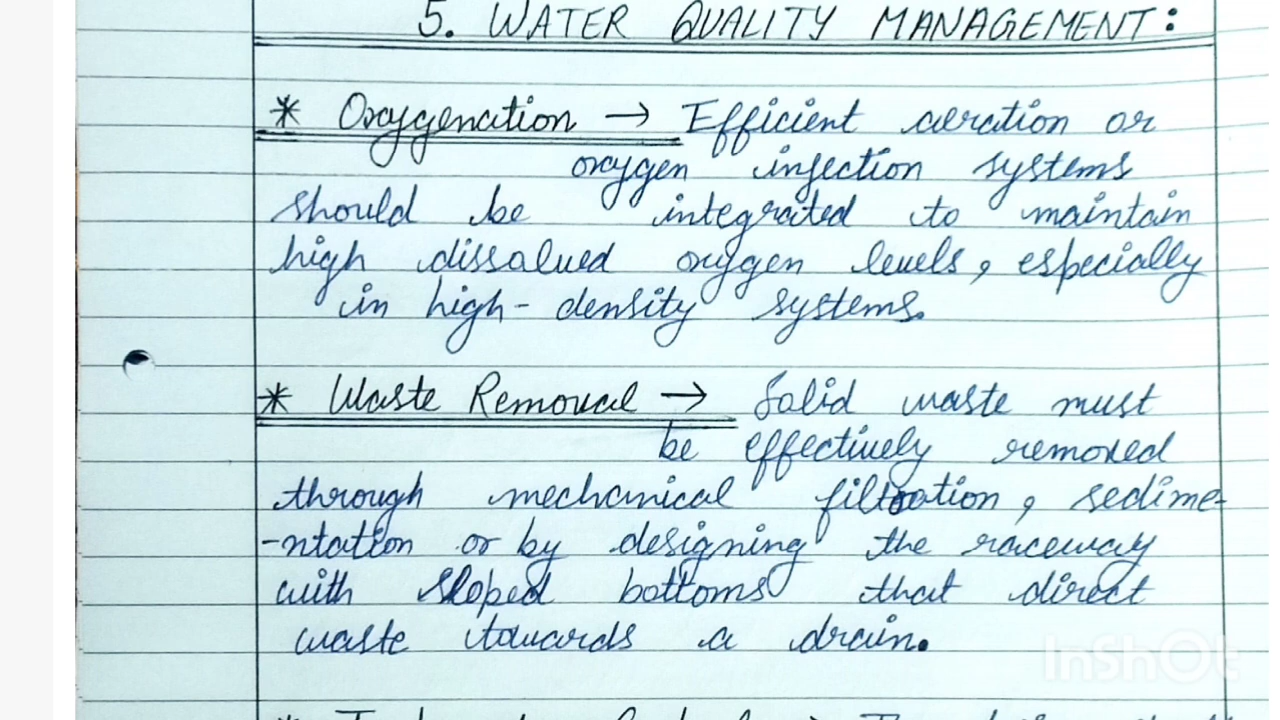 5. WATER QUALITY MANAGEMENT:
* Oxygenation → Efficient aeration or
oxygen injection systems
should be integrated to maintain
high dissolved oxygen levels, especially
in high-density systems.
* Waste Removal → Solid waste must
be effectively removed
through mechanical filtration, sedime-
-ntation or by designing the raceway
with sloped bottoms that direct
waste towards a drain.
InShOt